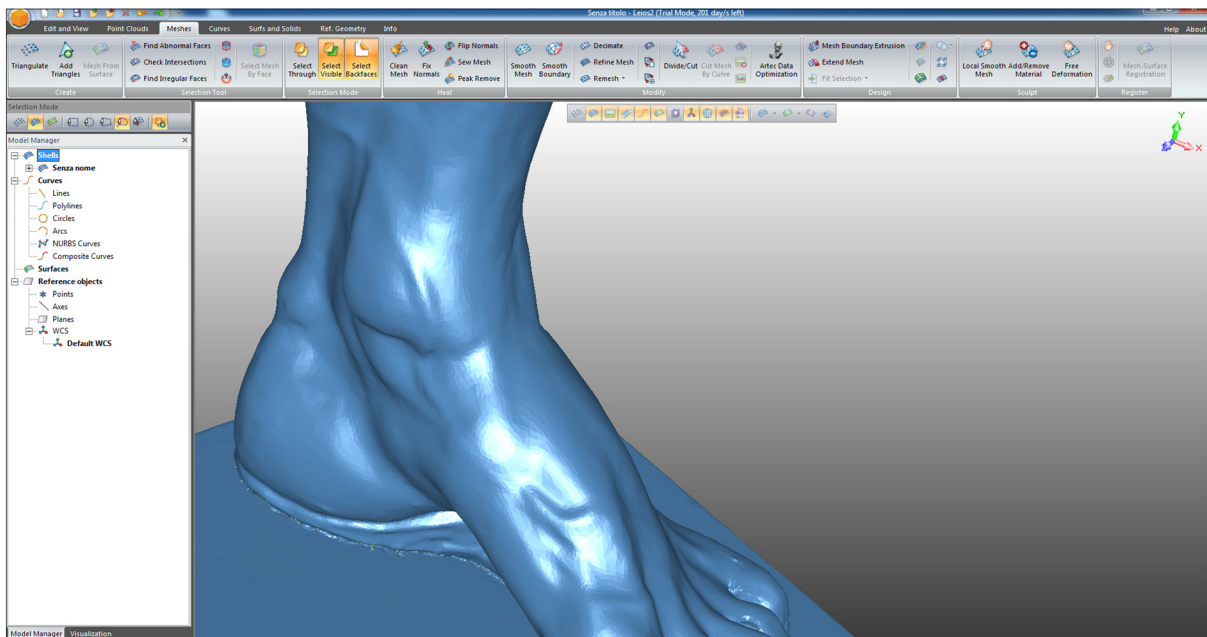 Senza titolo - Leios2 (Trial Mode, 201 day/s left)
Edit and View Point Clouds Meshes Curves Surfs and Solids Ref. Geometry Info Help About
Triangulate
Add Triangles
Mesh From Surface
Create
Find Abnormal Faces
Check Intersections
Find Irregular Faces
Select Mesh By Face
Selection Tool
Select Through
Select Visible
Select Backfaces
Selection Mode
Clean Mesh
Fix Normals
Flip Normals
Sew Mesh
Peak Remove
Heal
Smooth Mesh
Smooth Boundary
Decimate
Refine Mesh
Remesh
Divide/Cut
Cut Mesh By Curve
Artec Data Optimization
Modify
Mesh Boundary Extrusion
Extend Mesh
Fit Selection
Design
Local Smooth Mesh
Add/Remove Material
Free Deformation
Sculpt
Mesh-Surface Registration
Register
Selection Mode
Model Manager
Shells
Senza nome
Curves
Lines
Polylines
Circles
Arcs
NURBS Curves
Composite Curves
Surfaces
Reference objects
Points
Axes
Planes
WCS
Default WCS
Y
X
Model Manager Visualization